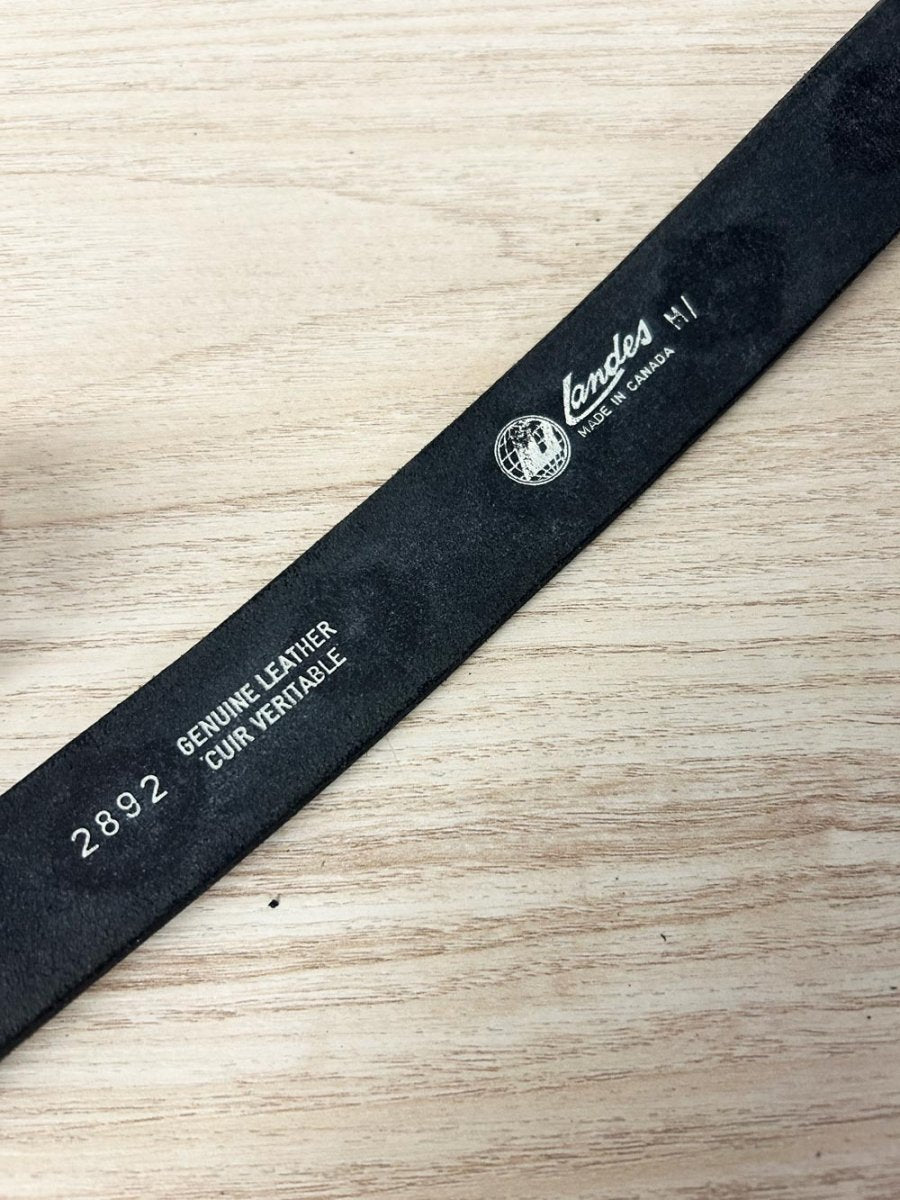 Landes M/
MADE IN CANADA
GENUINE LEATHER
CUIR VERITABLE
2892